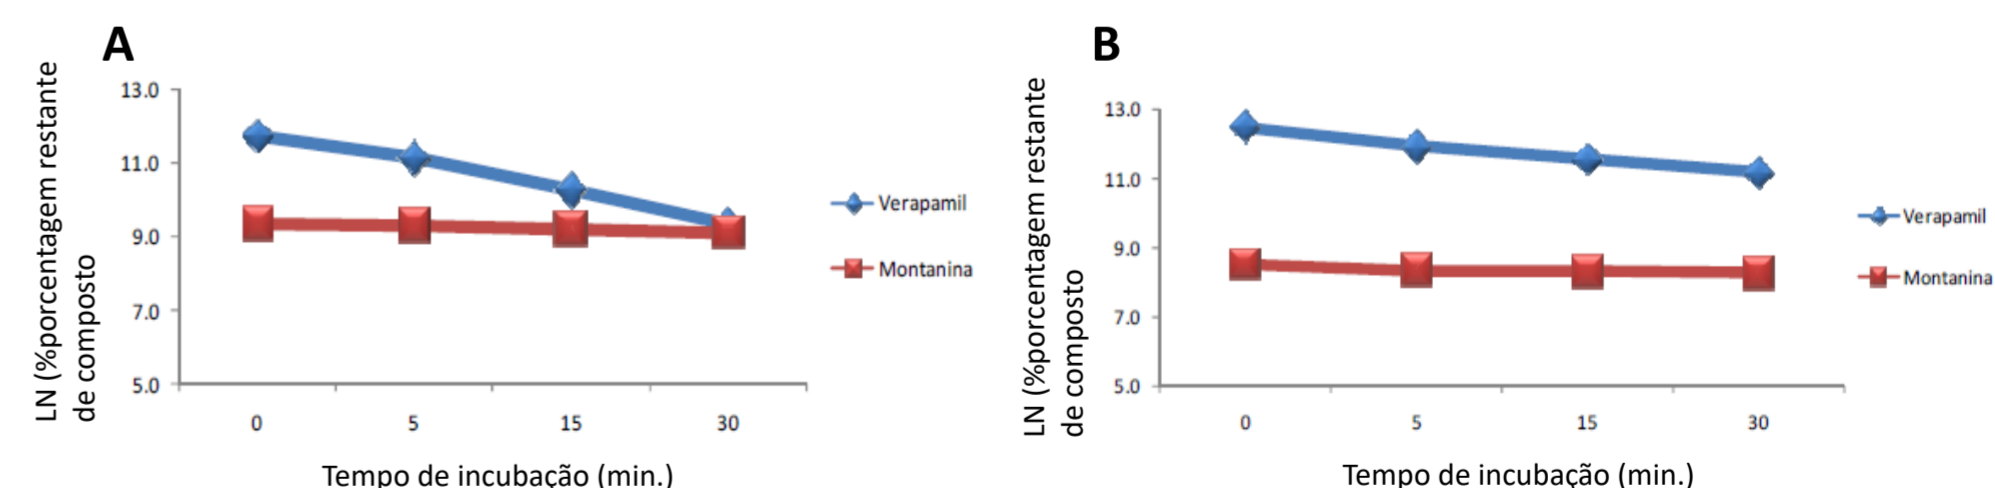 A
LN (%porcentagem restante
de composto
13.0
11.0
9.0
7.0
5.0
0 5 15 30
Tempo de incubação (min.)
Verapamil
Montanina
B
LN (%porcentagem restante
de composto
13.0
11.0
9.0
7.0
5.0
0 5 15 30
Tempo de incubação (min.)
Verapamil
Montanina